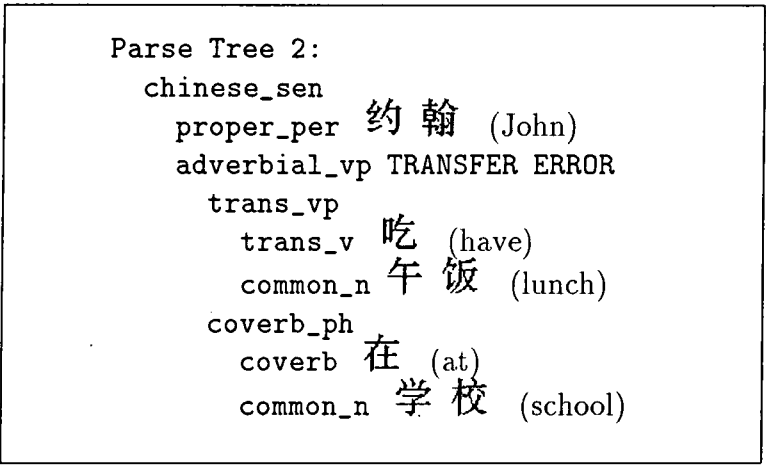 Parse Tree 2:
chinese_sen
proper_per 约 翰 (John)
adverbial_vp TRANSFER ERROR
trans_vp
trans_v 吃 (have)
common_n 午 饭 (lunch)
coverb_ph
coverb 在 (at)
common_n 学 校 (school)